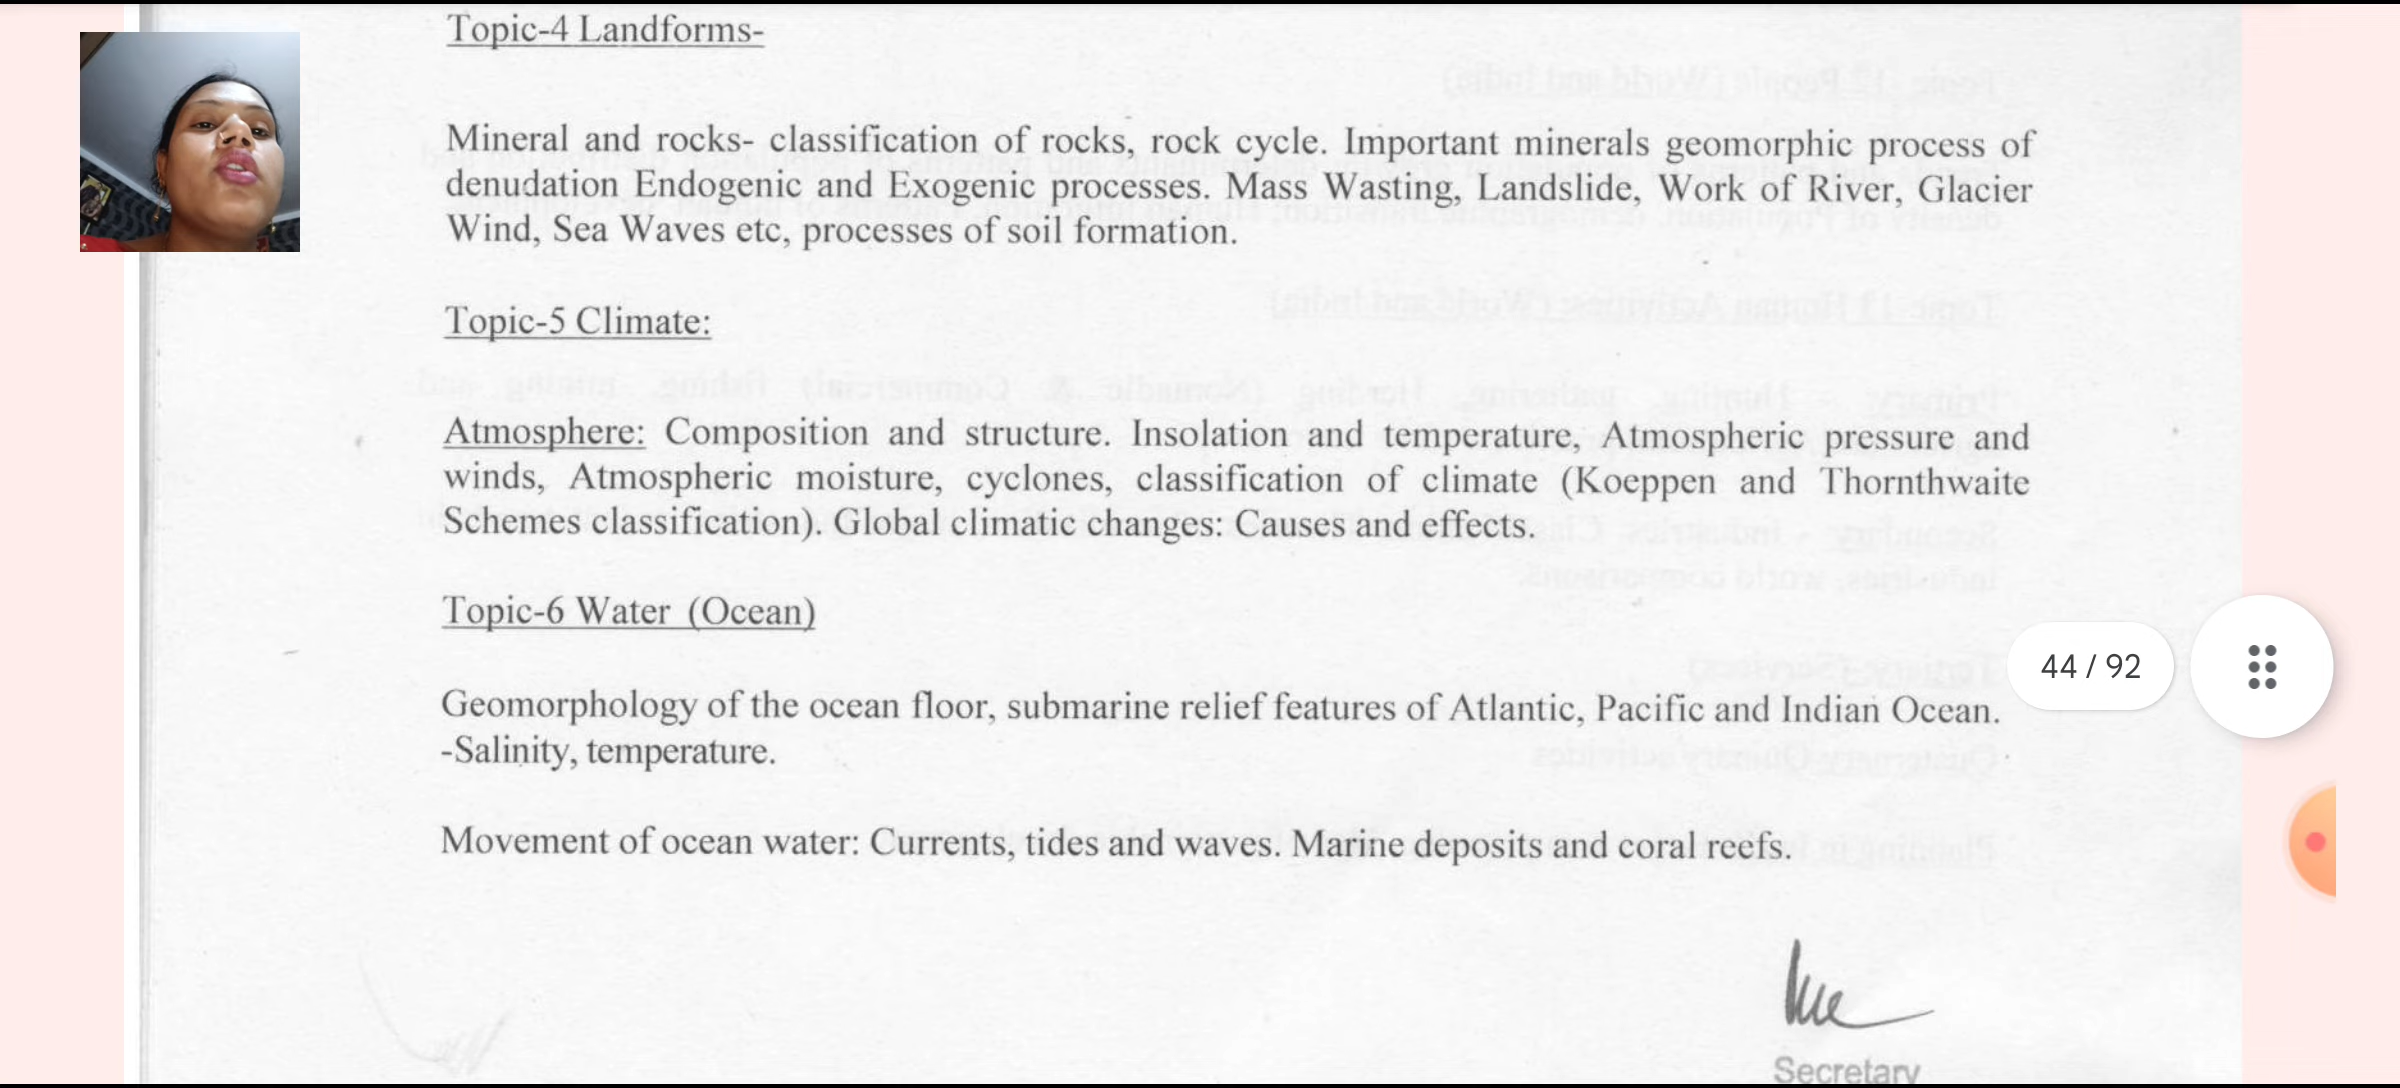 Topic-4 Landforms-
Mineral and rocks- classification of rocks, rock cycle. Important minerals geomorphic process of
denudation Endogenic and Exogenic processes. Mass Wasting, Landslide, Work of River, Glacier
Wind, Sea Waves etc, processes of soil formation.
Topic-5 Climate:
Atmosphere: Composition and structure. Insolation and temperature, Atmospheric pressure and
winds, Atmospheric moisture, cyclones, classification of climate (Koeppen and Thornthwaite
Schemes classification). Global climatic changes: Causes and effects.
Topic-6 Water (Ocean)
44 / 92
Geomorphology of the ocean floor, submarine relief features of Atlantic, Pacific and Indian Ocean.
-Salinity, temperature.
Movement of ocean water: Currents, tides and waves. Marine deposits and coral reefs.
Secretary